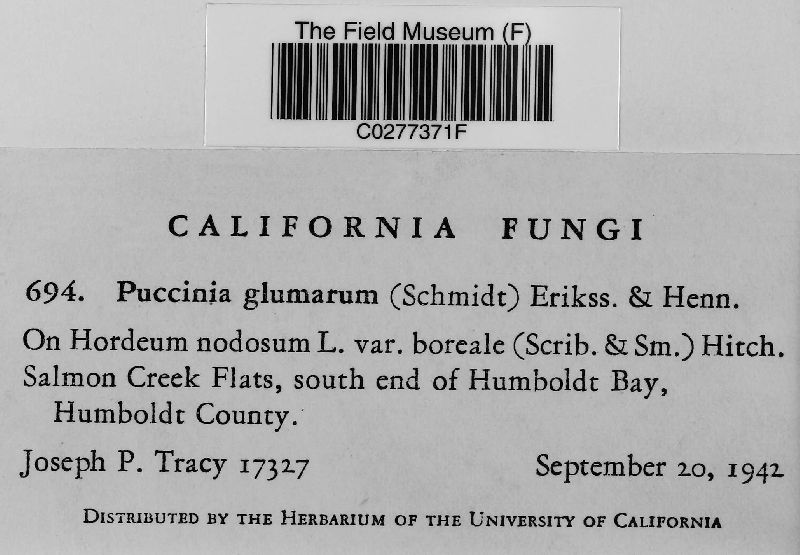 The Field Museum (F)
C0277371F
CALIFORNIA FUNGI
694. Puccinia glumarum (Schmidt) Erikss. & Henn.
On Hordeum nodosum L. var. boreale (Scrib. & Sm.) Hitch.
Salmon Creek Flats, south end of Humboldt Bay,
Humboldt County.
Joseph P. Tracy 17327 September 20, 1942
DISTRIBUTED BY THE HERBARIUM OF THE UNIVERSITY OF CALIFORNIA